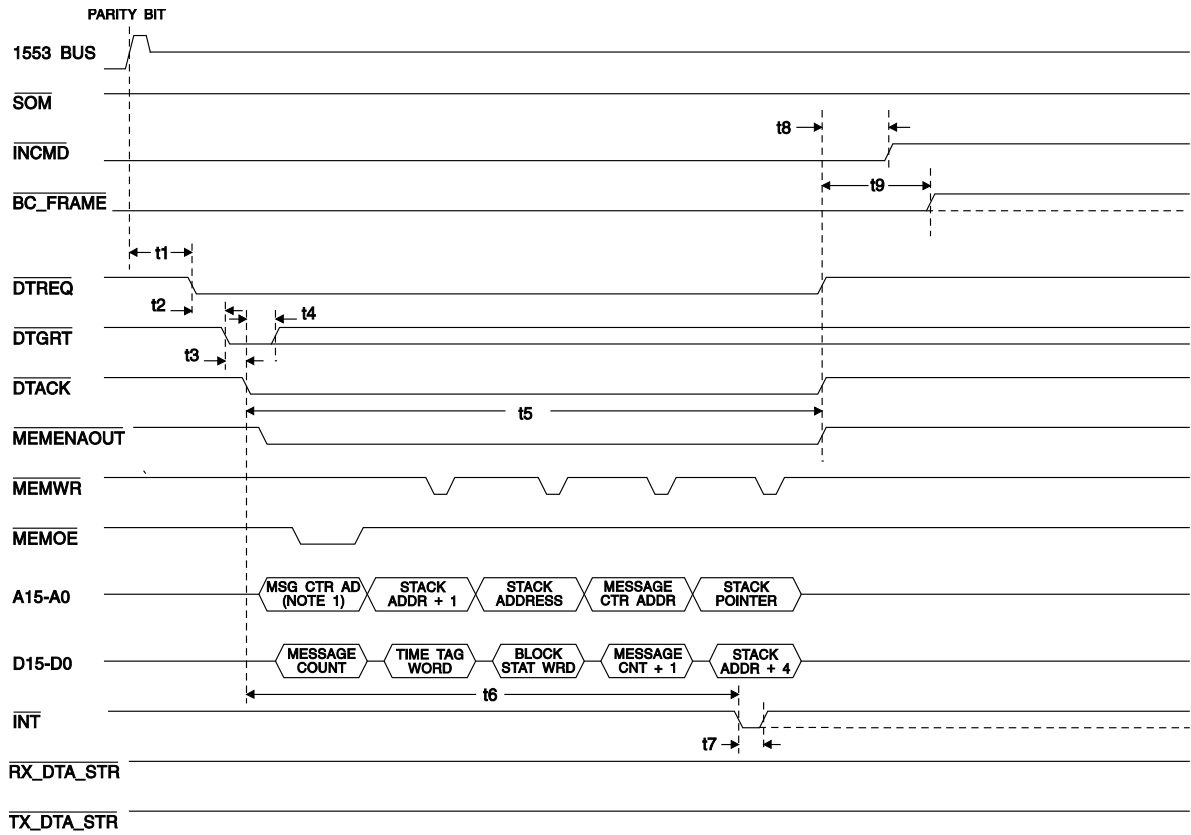 PARITY BIT
1553 BUS
SOM
t8
INCMD
t9
BC_FRAME
t1
DTREQ
t2
t4
DTGRT
t3
DTACK
t5
MEMENAOUT
MEMWR
MEMOE
A15-A0
MSG CTR AD
(NOTE 1)
STACK
ADDR + 1
STACK
ADDRESS
MESSAGE
CTR ADDR
STACK
POINTER
D15-D0
MESSAGE
COUNT
TIME TAG
WORD
BLOCK
STAT WRD
MESSAGE
CNT + 1
STACK
ADDR + 4
t6
INT
t7
RX_DTA_STR
TX_DTA_STR